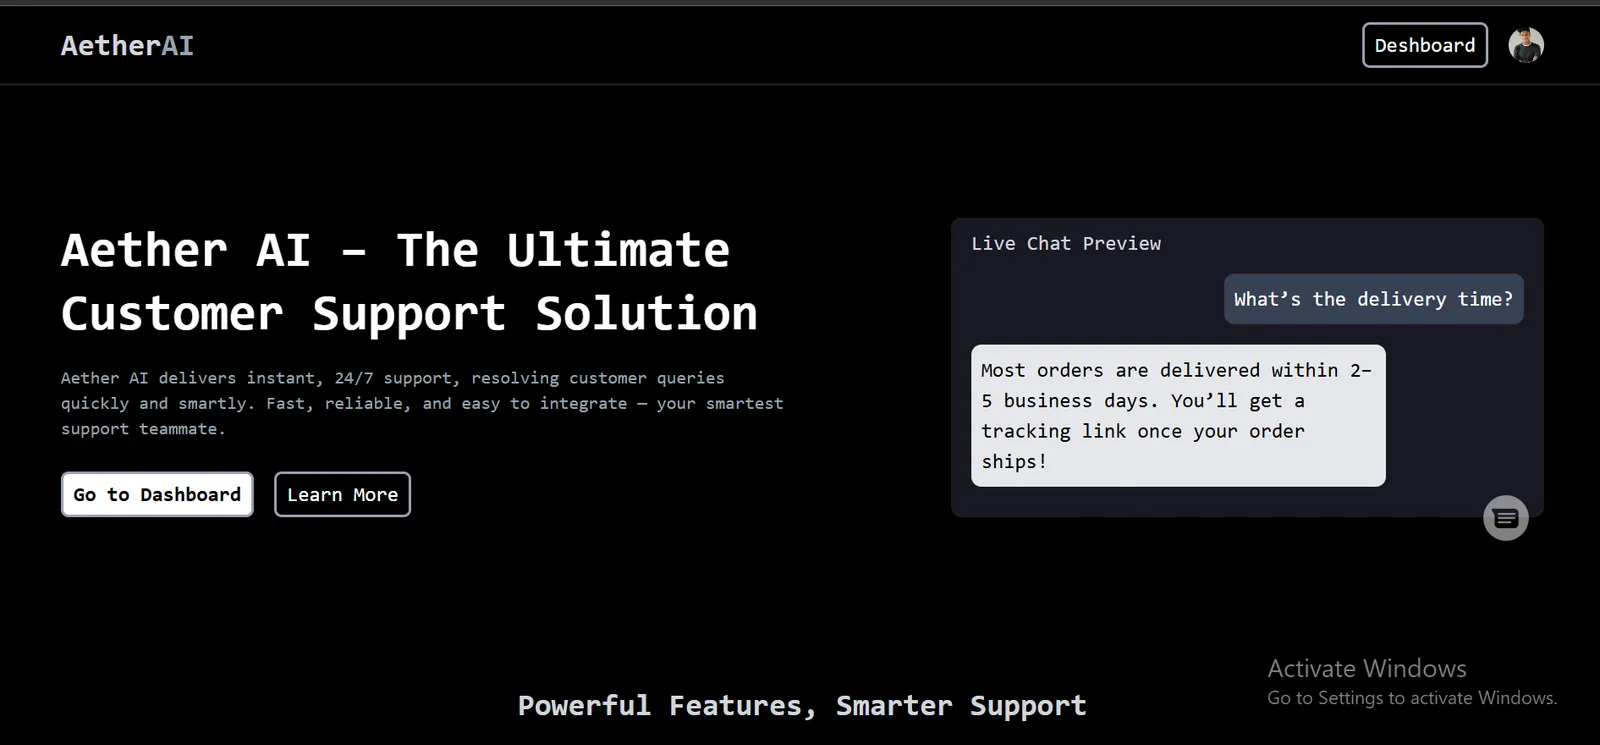 AetherAI
Deshboard
Aether AI – The Ultimate
Customer Support Solution
Aether AI delivers instant, 24/7 support, resolving customer queries
quickly and smartly. Fast, reliable, and easy to integrate — your smartest
support teammate.
Go to Dashboard
Learn More
Live Chat Preview
What’s the delivery time?
Most orders are delivered within 2–
5 business days. You’ll get a
tracking link once your order
ships!
Powerful Features, Smarter Support
Activate Windows
Go to Settings to activate Windows.